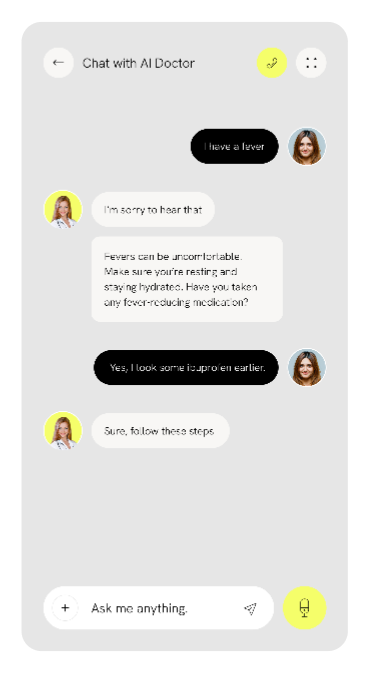 Chat with AI Doctor
I have a fever
I'm sorry to hear that
Fevers can be uncomfortable.
Make sure you're resting and
staying hydrated. Have you taken
any fever-reducing medication?
Yes, I took some ibuprofen earlier.
Sure, follow these steps
Ask me anything.